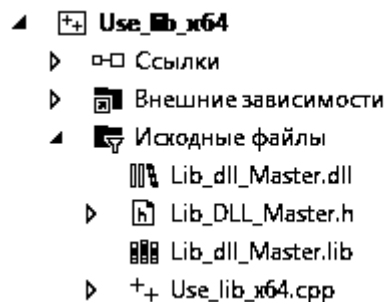 Use_lib_x64
Ссылки
Внешние зависимости
Исходные файлы
Lib_dll_Master.dll
Lib_DLL_Master.h
Lib_dll_Master.lib
Use_lib_x64.cpp